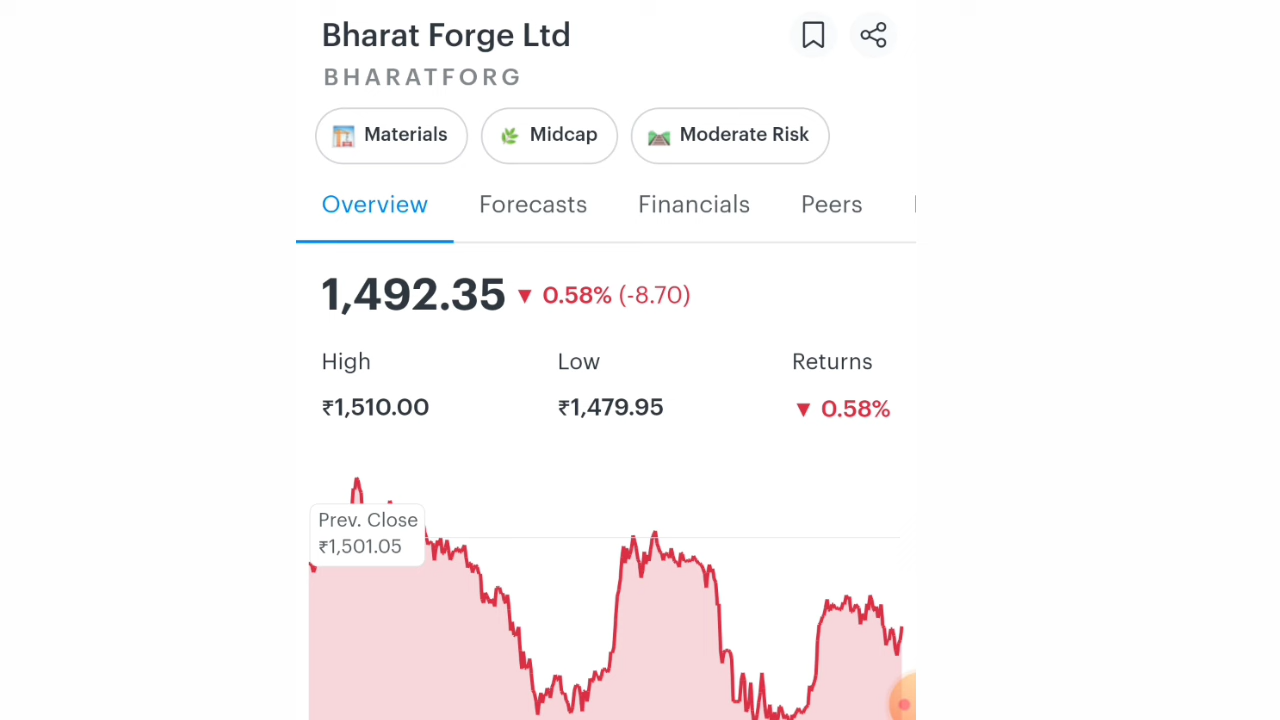 Bharat Forge Ltd
BHARATFORG
Materials Midcap Moderate Risk
Overview Forecasts Financials Peers
1,492.35 ▼ 0.58% (-8.70)
High Low Returns
₹1,510.00 ₹1,479.95 ▼ 0.58%
Prev. Close
₹1,501.05